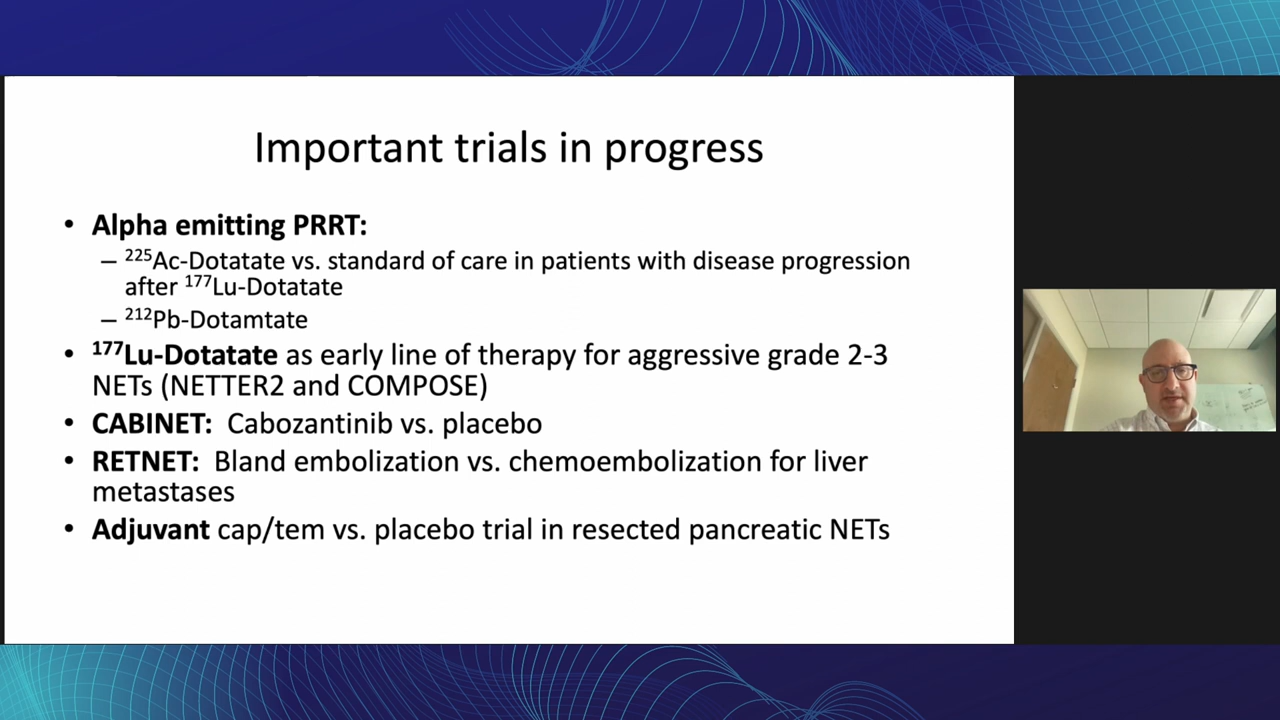 Important trials in progress
• Alpha emitting PRRT:
– ²²⁵Ac-Dotatate vs. standard of care in patients with disease progression
after ¹⁷⁷Lu-Dotatate
– ²¹²Pb-Dotamtate
• ¹⁷⁷Lu-Dotatate as early line of therapy for aggressive grade 2-3
NETs (NETTER2 and COMPOSE)
• CABINET: Cabozantinib vs. placebo
• RETNET: Bland embolization vs. chemoembolization for liver
metastases
• Adjuvant cap/tem vs. placebo trial in resected pancreatic NETs